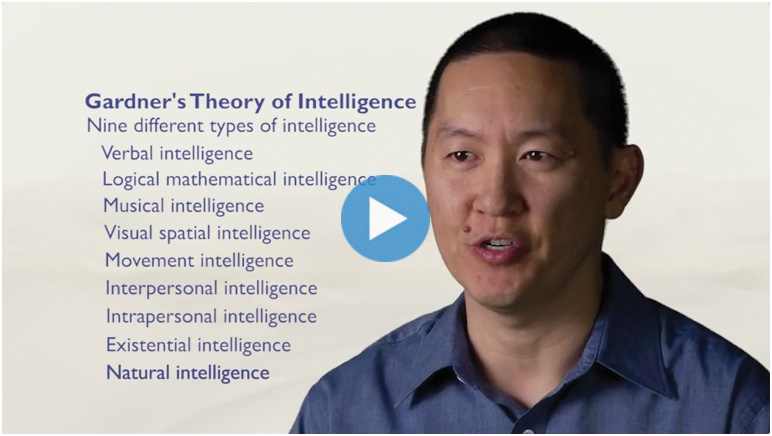 Gardner's Theory of Intelligence
Nine different types of intelligence
Verbal intelligence
Logical mathematical intelligence
Musical intelligence
Visual spatial intelligence
Movement intelligence
Interpersonal intelligence
Intrapersonal intelligence
Existential intelligence
Natural intelligence